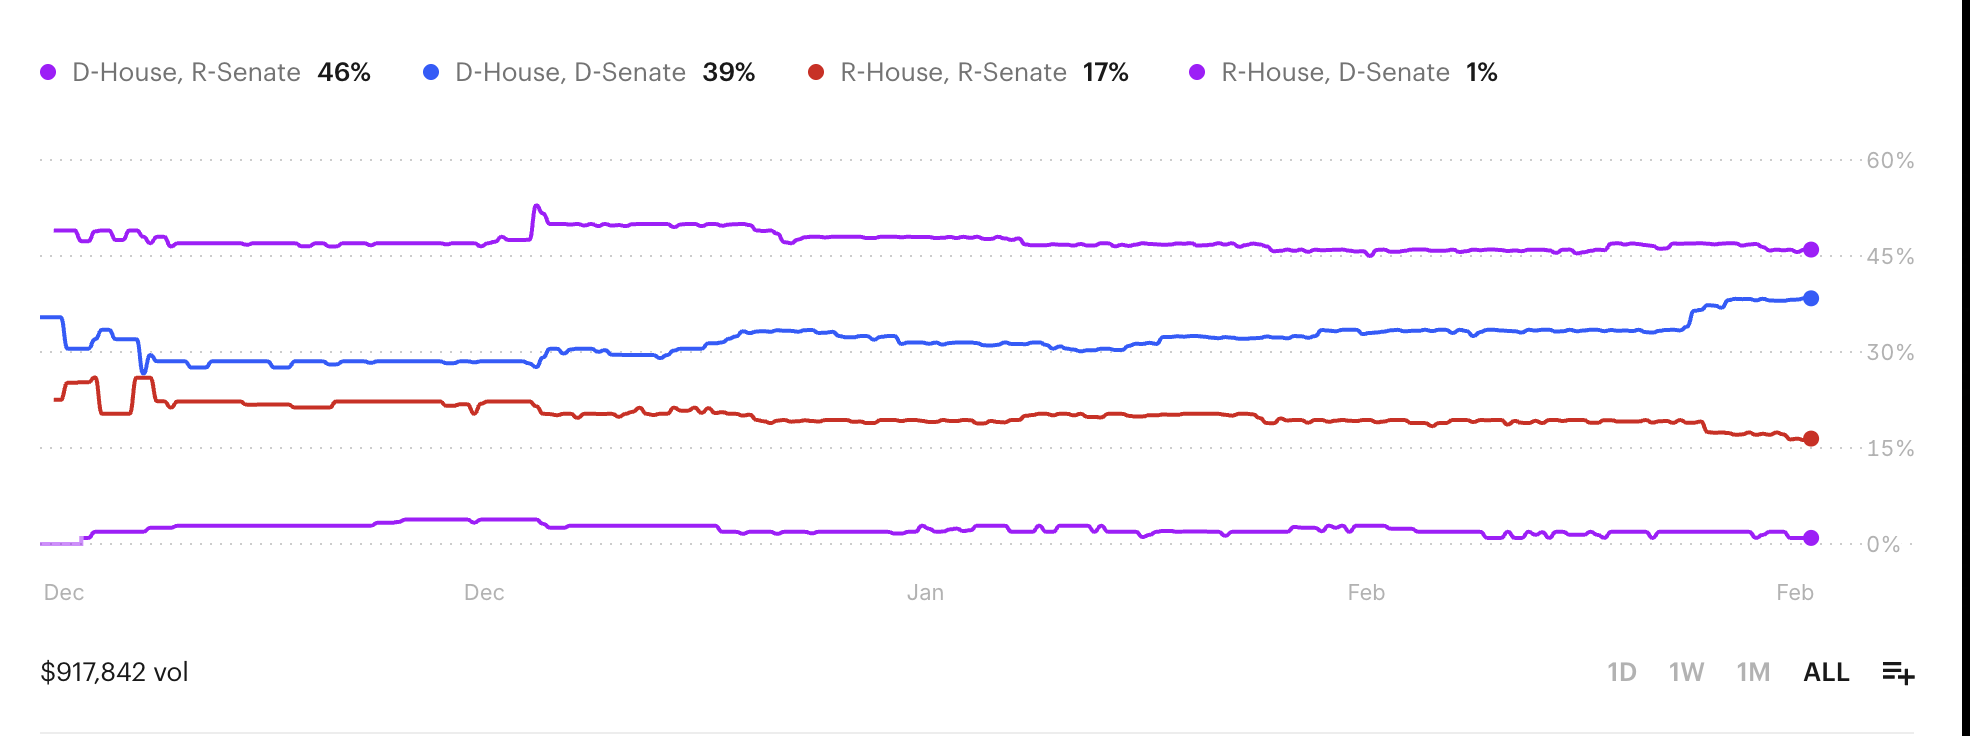 D-House, R-Senate 46% D-House, D-Senate 39% R-House, R-Senate 17% R-House, D-Senate 1%
60%
45%
30%
15%
0%
Dec Dec Jan Feb Feb
$917,842 vol 1D 1W 1M ALL